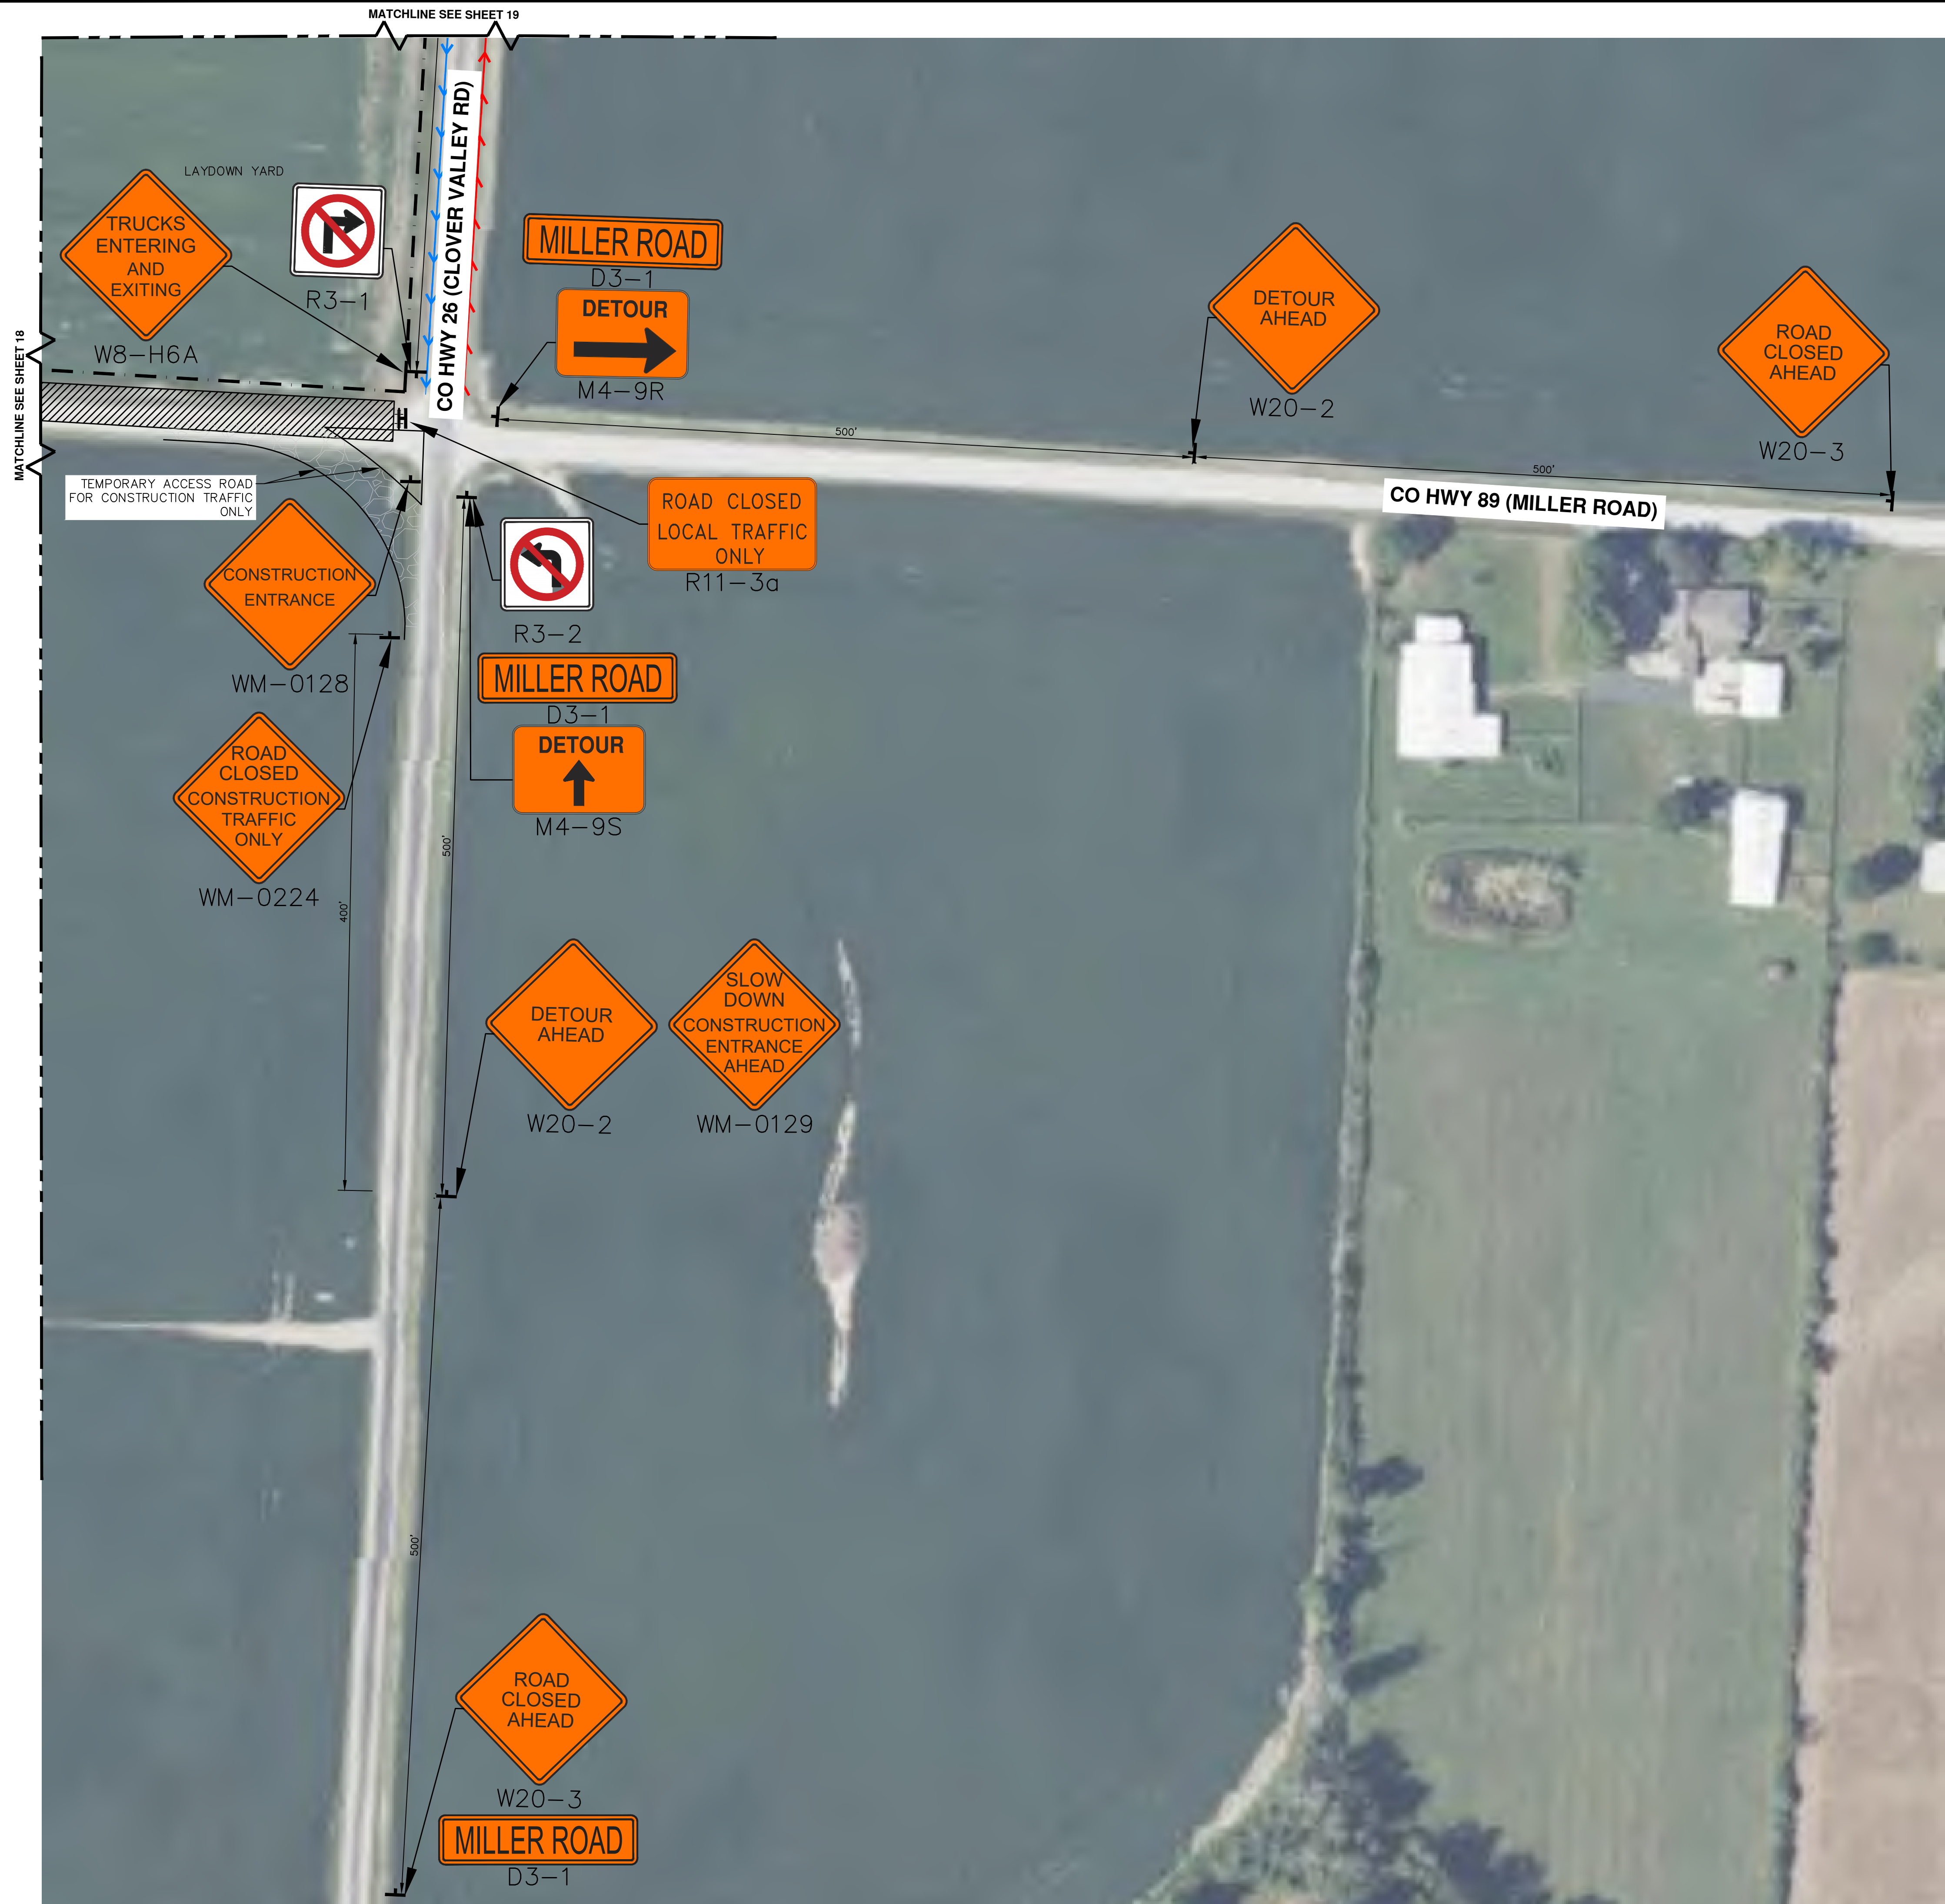 MATCHLINE SEE SHEET 19
MATCHLINE SEE SHEET 18
LAYDOWN YARD
TRUCKS
ENTERING
AND
EXITING
W8-H6A
R3-1
CO HWY 26 (CLOVER VALLEY RD)
MILLER ROAD
D3-1
DETOUR
M4-9R
DETOUR
AHEAD
W20-2
ROAD
CLOSED
AHEAD
W20-3
500'
500'
CO HWY 89 (MILLER ROAD)
TEMPORARY ACCESS ROAD
FOR CONSTRUCTION TRAFFIC
ONLY
ROAD CLOSED
LOCAL TRAFFIC
ONLY
R11-3a
CONSTRUCTION
ENTRANCE
WM-0128
R3-2
MILLER ROAD
D3-1
DETOUR
M4-9S
ROAD
CLOSED
CONSTRUCTION
TRAFFIC
ONLY
WM-0224
400'
500'
DETOUR
AHEAD
W20-2
SLOW
DOWN
CONSTRUCTION
ENTRANCE
AHEAD
WM-0129
500'
ROAD
CLOSED
AHEAD
W20-3
MILLER ROAD
D3-1